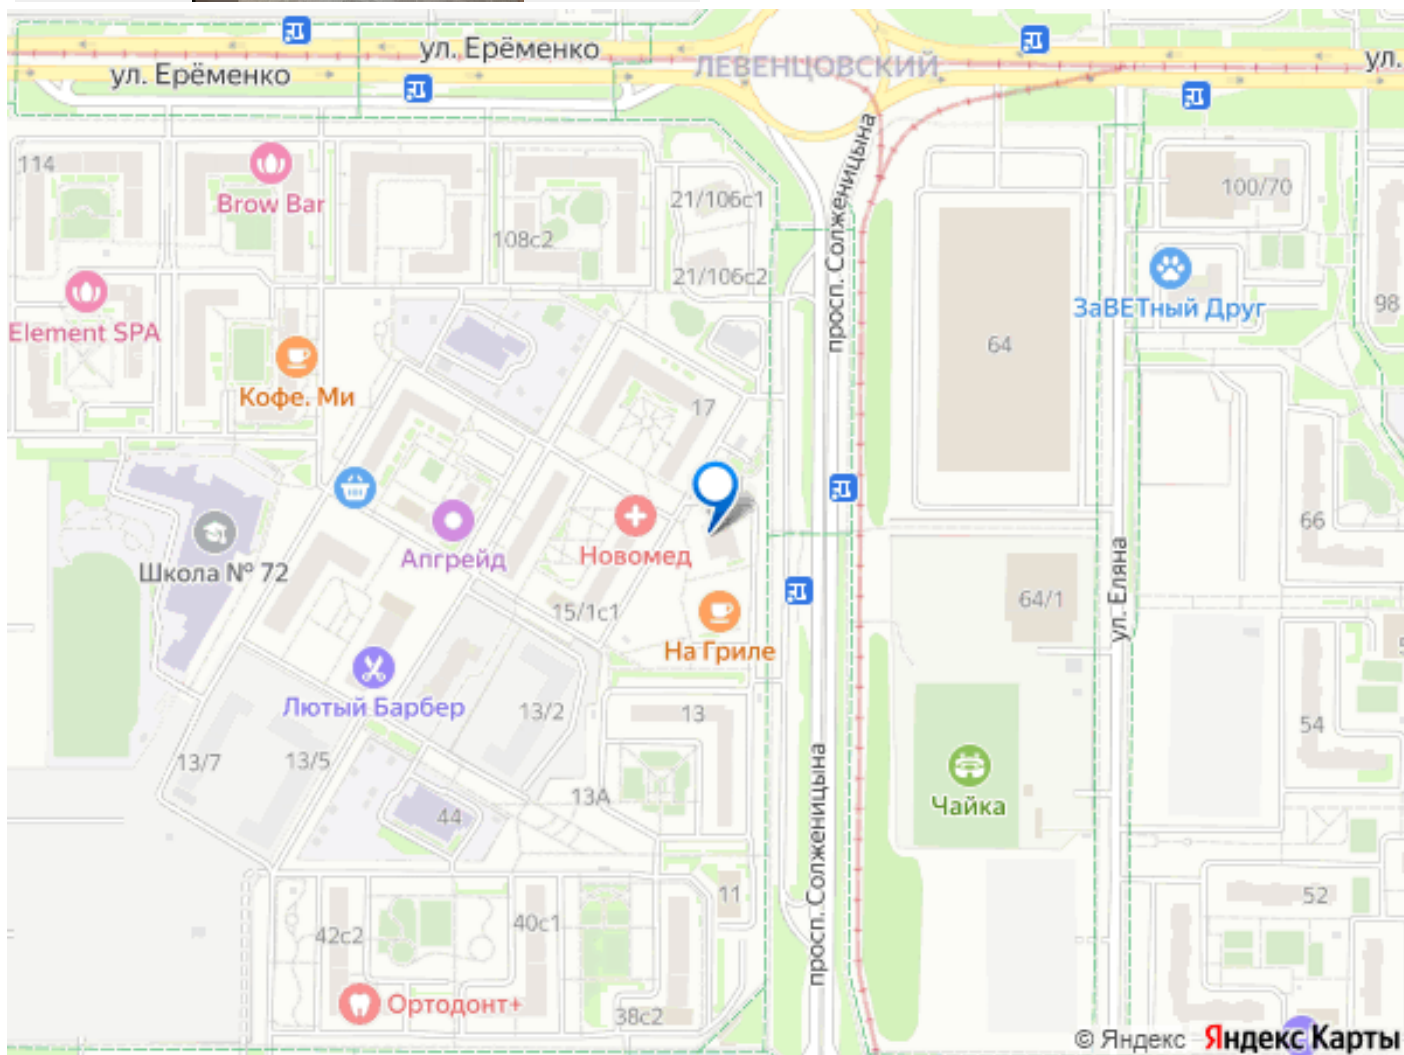 ул. Ерёменко
ул. Ерёменко
ЛЕВЕНЦОВСКИЙ
ул.
114
Brow Bar
108с2
21/106с1
21/106с2
просп. Солженицына
100/70
ЗаВЕТный Друг
98
Element SPA
Кофе. Ми
64
17
66
Школа № 72
Апгрейд
Новомед
15/1с1
На Гриле
64/1
ул. Еляна
Лютый Барбер
13/2
13
54
13/7
13/5
13А
44
Чайка
просп. Солженицына
11
52
42с2
40с1
Ортодонт+
38с2
© Яндекс Яндекс Карты